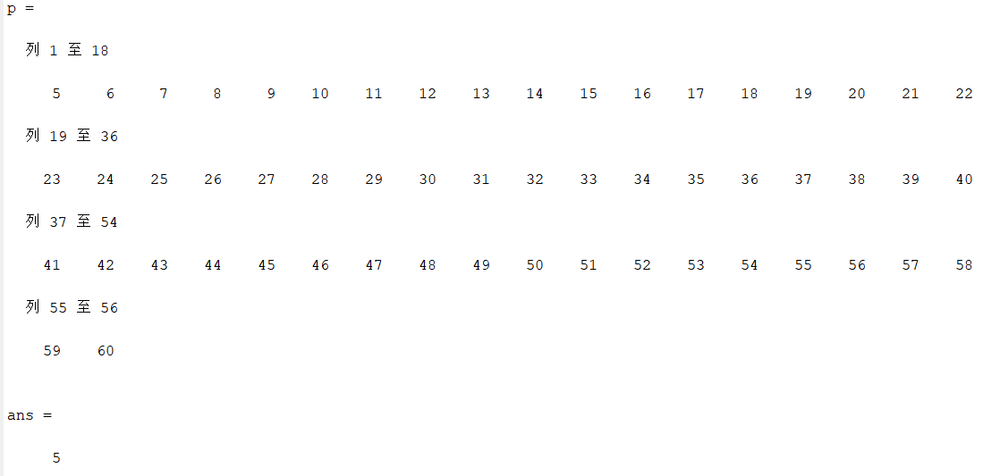 p =
列 1 至 18
5 6 7 8 9 10 11 12 13 14 15 16 17 18 19 20 21 22
列 19 至 36
23 24 25 26 27 28 29 30 31 32 33 34 35 36 37 38 39 40
列 37 至 54
41 42 43 44 45 46 47 48 49 50 51 52 53 54 55 56 57 58
列 55 至 56
59 60
ans =
5